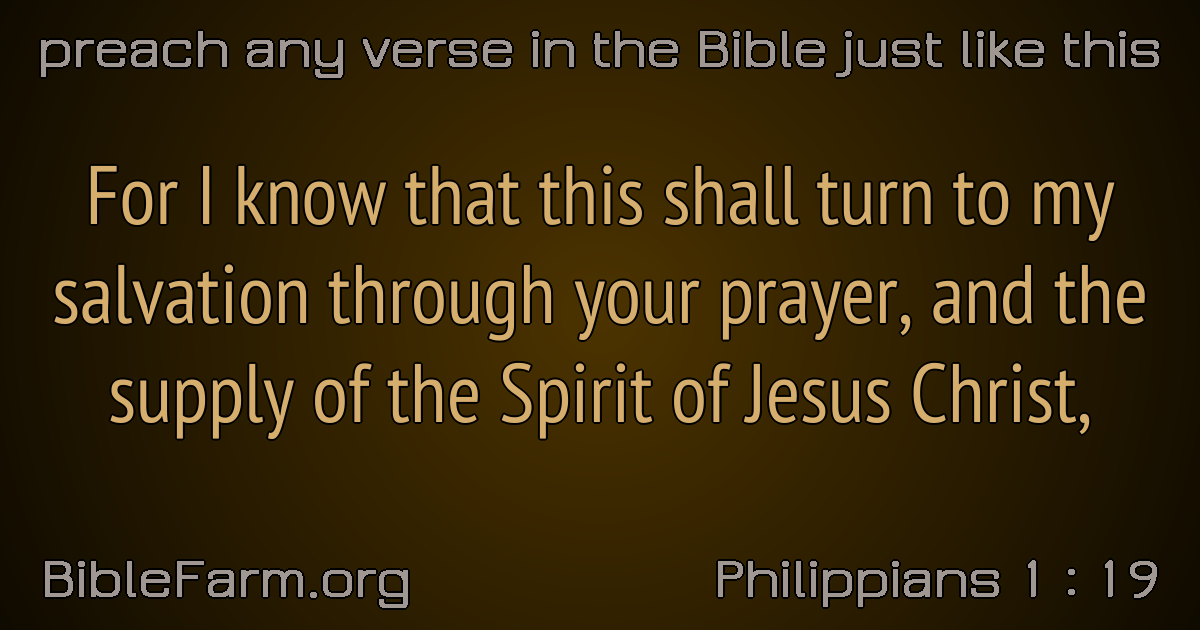 preach any verse in the Bible just like this
For I know that this shall turn to my
salvation through your prayer, and the
supply of the Spirit of Jesus Christ,
BibleFarm.org
Philippians 1 : 19